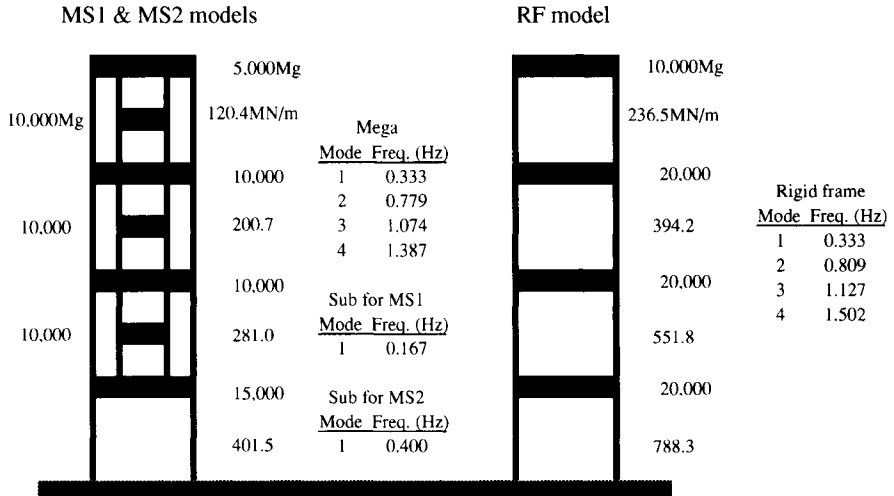 MS1 & MS2 models
5,000Mg
10,000Mg
120.4MN/m
10,000
10,000
200.7
10,000
10,000
281.0
15,000
401.5
Mega
Mode Freq. (Hz)
1 0.333
2 0.779
3 1.074
4 1.387
Sub for MS1
Mode Freq. (Hz)
1 0.167
Sub for MS2
Mode Freq. (Hz)
1 0.400
RF model
10,000Mg
236.5MN/m
20,000
394.2
20,000
551.8
20,000
788.3
Rigid frame
Mode Freq. (Hz)
1 0.333
2 0.809
3 1.127
4 1.502